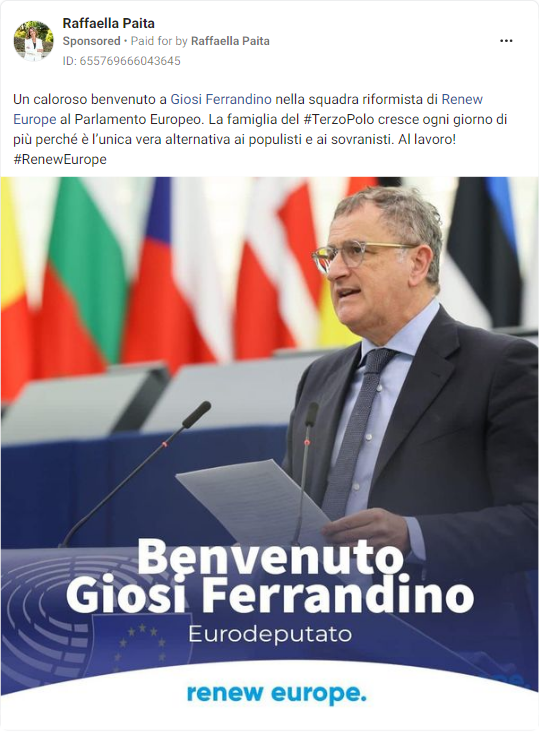 Raffaella Paita
Sponsored • Paid for by Raffaella Paita
ID: 655769666043645
Un caloroso benvenuto a Giosi Ferrandino nella squadra riformista di Renew
Europe al Parlamento Europeo. La famiglia del #TerzoPolo cresce ogni giorno di
più perché è l'unica vera alternativa ai populisti e ai sovranisti. Al lavoro!
#RenewEurope
Benvenuto
Giosi Ferrandino
Eurodeputato
renew europe.